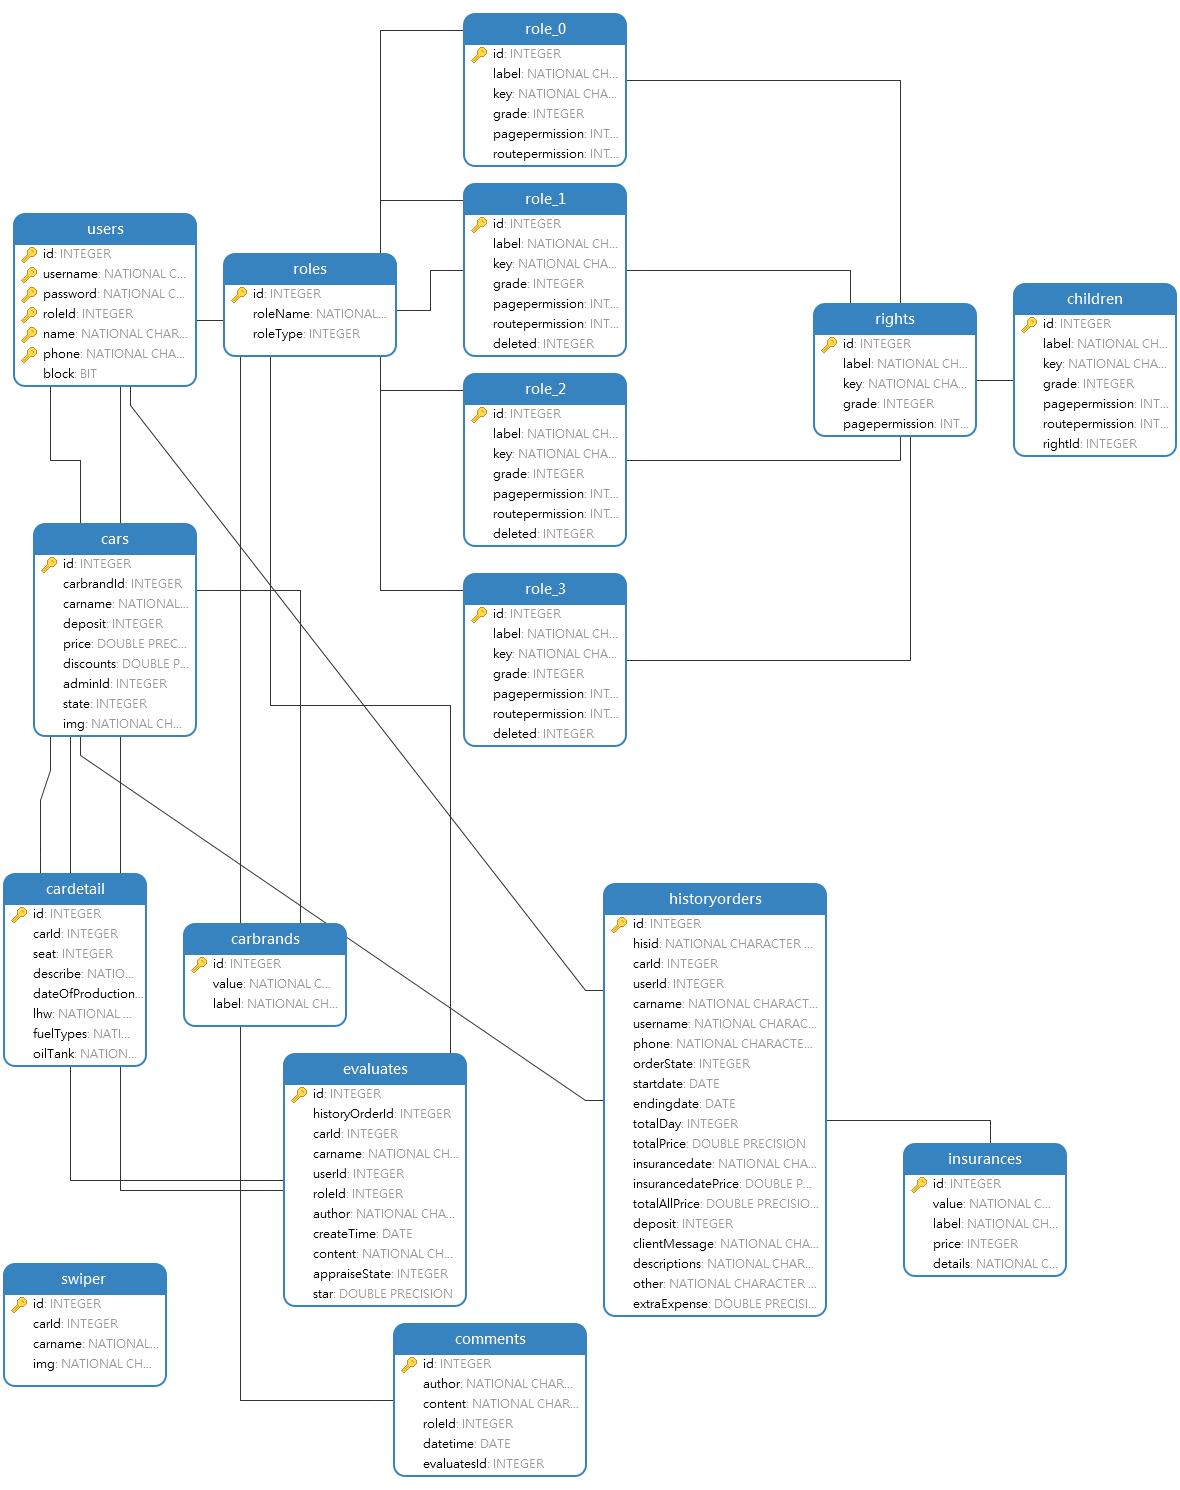 role_0
id: INTEGER
label: NATIONAL CH...
key: NATIONAL CHA...
grade: INTEGER
pagepermission: INT...
routepermission: INT...
role_1
id: INTEGER
label: NATIONAL CH...
key: NATIONAL CHA...
grade: INTEGER
pagepermission: INT...
routepermission: INT...
deleted: INTEGER
users
id: INTEGER
username: NATIONAL C...
password: NATIONAL C...
roleId: INTEGER
name: NATIONAL CHAR...
phone: NATIONAL CHA...
block: BIT
roles
id: INTEGER
roleName: NATIONAL...
roleType: INTEGER
rights
id: INTEGER
label: NATIONAL CH...
key: NATIONAL CHA...
grade: INTEGER
pagepermission: INT...
children
id: INTEGER
label: NATIONAL CH...
key: NATIONAL CHA...
grade: INTEGER
pagepermission: INT...
routepermission: INT...
rightId: INTEGER
role_2
id: INTEGER
label: NATIONAL CH...
key: NATIONAL CHA...
grade: INTEGER
pagepermission: INT...
routepermission: INT...
deleted: INTEGER
cars
id: INTEGER
carbrandId: INTEGER
carname: NATIONAL...
deposit: INTEGER
price: DOUBLE PREC...
discounts: DOUBLE P...
adminId: INTEGER
state: INTEGER
img: NATIONAL CH...
role_3
id: INTEGER
label: NATIONAL CH...
key: NATIONAL CHA...
grade: INTEGER
pagepermission: INT...
routepermission: INT...
deleted: INTEGER
cardetail
id: INTEGER
carId: INTEGER
seat: INTEGER
describe: NATIO...
dateOfProduction...
lhw: NATIONAL ...
fuelTypes: NATI...
oilTank: NATION...
carbrands
id: INTEGER
value: NATIONAL C...
label: NATIONAL CH...
historyorders
id: INTEGER
hisid: NATIONAL CHARACTER ...
carId: INTEGER
userId: INTEGER
carname: NATIONAL CHARACT...
username: NATIONAL CHARAC...
phone: NATIONAL CHARACTE...
orderState: INTEGER
startdate: DATE
endingdate: DATE
totalDay: INTEGER
totalPrice: DOUBLE PRECISION
insurancedate: NATIONAL CHA...
insurancedatePrice: DOUBLE P...
totalAllPrice: DOUBLE PRECISIO...
deposit: INTEGER
clientMessage: NATIONAL CHA...
descriptions: NATIONAL CHAR...
other: NATIONAL CHARACTER ...
extraExpense: DOUBLE PRECISI...
evaluates
id: INTEGER
historyOrderId: INTEGER
carId: INTEGER
carname: NATIONAL CH...
userId: INTEGER
roleId: INTEGER
author: NATIONAL CHA...
createTime: DATE
content: NATIONAL CH...
appraiseState: INTEGER
star: DOUBLE PRECISION
insurances
id: INTEGER
value: NATIONAL C...
label: NATIONAL CH...
price: INTEGER
details: NATIONAL C...
swiper
id: INTEGER
carId: INTEGER
carname: NATIONAL...
img: NATIONAL CH...
comments
id: INTEGER
author: NATIONAL CHAR...
content: NATIONAL CHAR...
roleId: INTEGER
datetime: DATE
evaluatesId: INTEGER